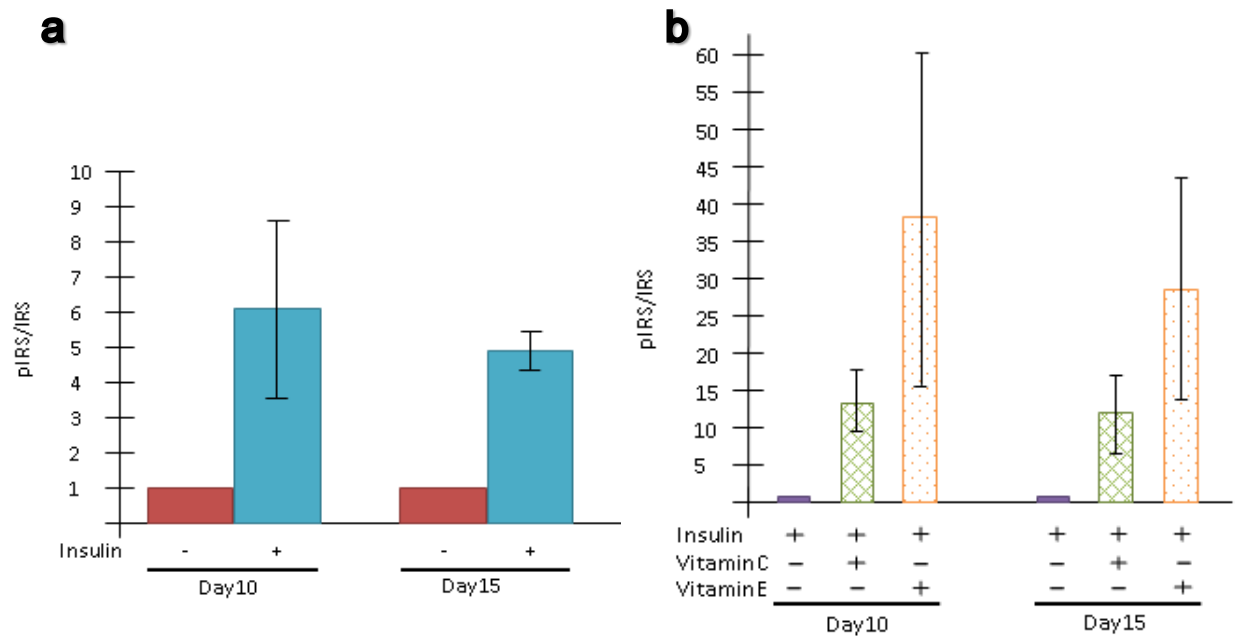 a
10
9
8
7
6
5
4
3
2
1
pIRS/IRS
Insulin - + - +
Day10 Day15
b
60
55
50
45
40
35
30
25
20
15
10
5
pIRS/IRS
Insulin + + + + + +
Vitamin C − + − − + −
Vitamin E − − + − − +
Day10 Day15